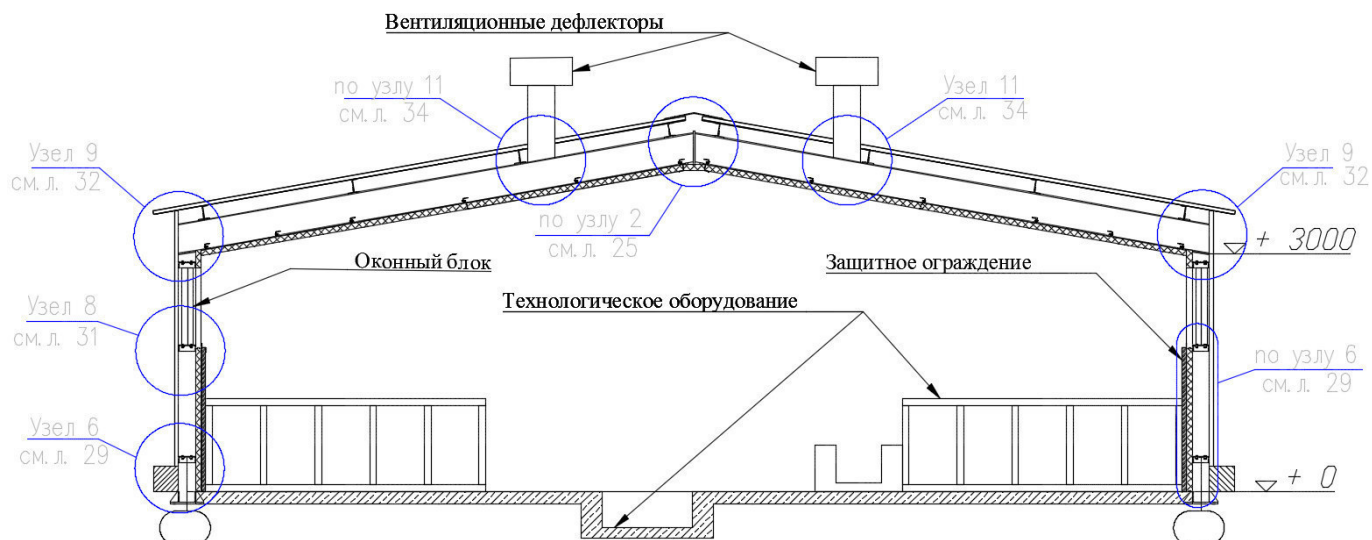 Вентиляционные дефлекторы
по узлу 11
см.л. 34
Узел 11
см.л. 34
Узел 9
см.л. 32
Узел 9
см.л. 32
по узлу 2
см.л. 25
+ 3000
Оконный блок
Защитное ограждение
Технологическое оборудование
Узел 8
см.л. 31
по узлу 6
см.л. 29
Узел 6
см.л. 29
+ 0